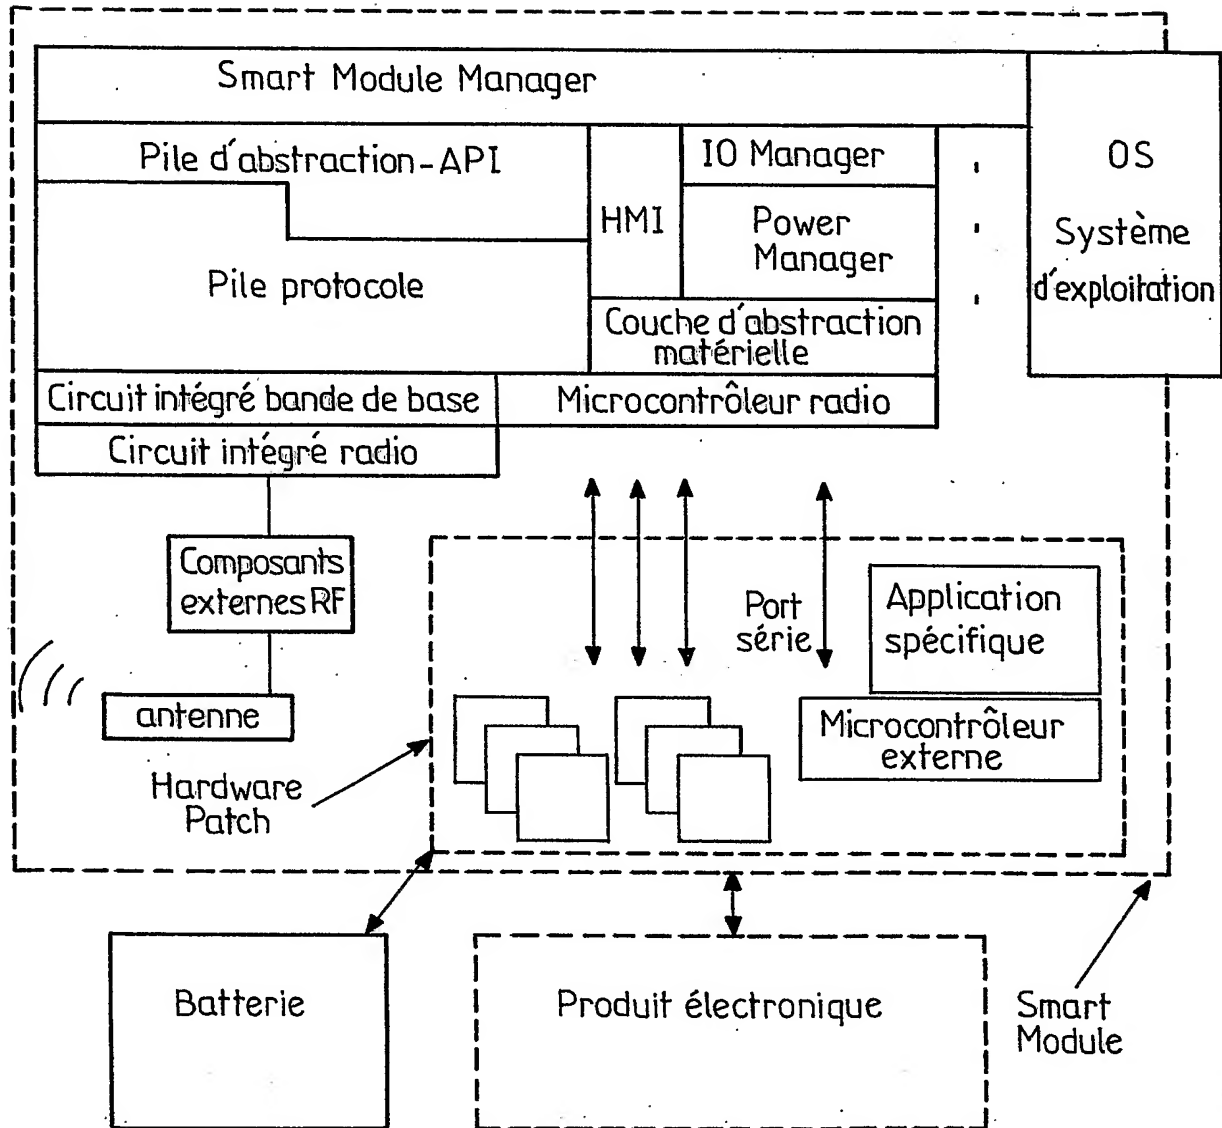 Smart Module Manager
Pile d'abstraction-API
HMI
IO Manager
Power
Manager
OS
Système
d'exploitation
Pile protocole
Couche d'abstraction
matérielle
Circuit intégré bande de base
Microcontrôleur radio
Circuit intégré radio
Composants
externes RF
antenne
Port
série
Application
spécifique
Microcontrôleur
externe
Hardware
Patch
Batterie
Produit électronique
Smart
Module